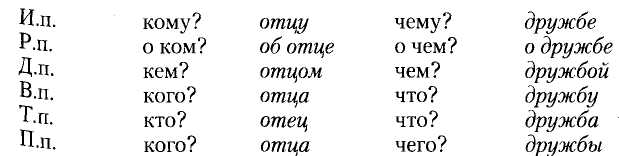 И.п. кому? отцу чему? дружбе
Р.п. о ком? об отце о чем? о дружбе
Д.п. кем? отцом чем? дружбой
В.п. кого? отца что? дружбу
Т.п. кто? отец что? дружба
П.п. кого? отца чего? дружбы